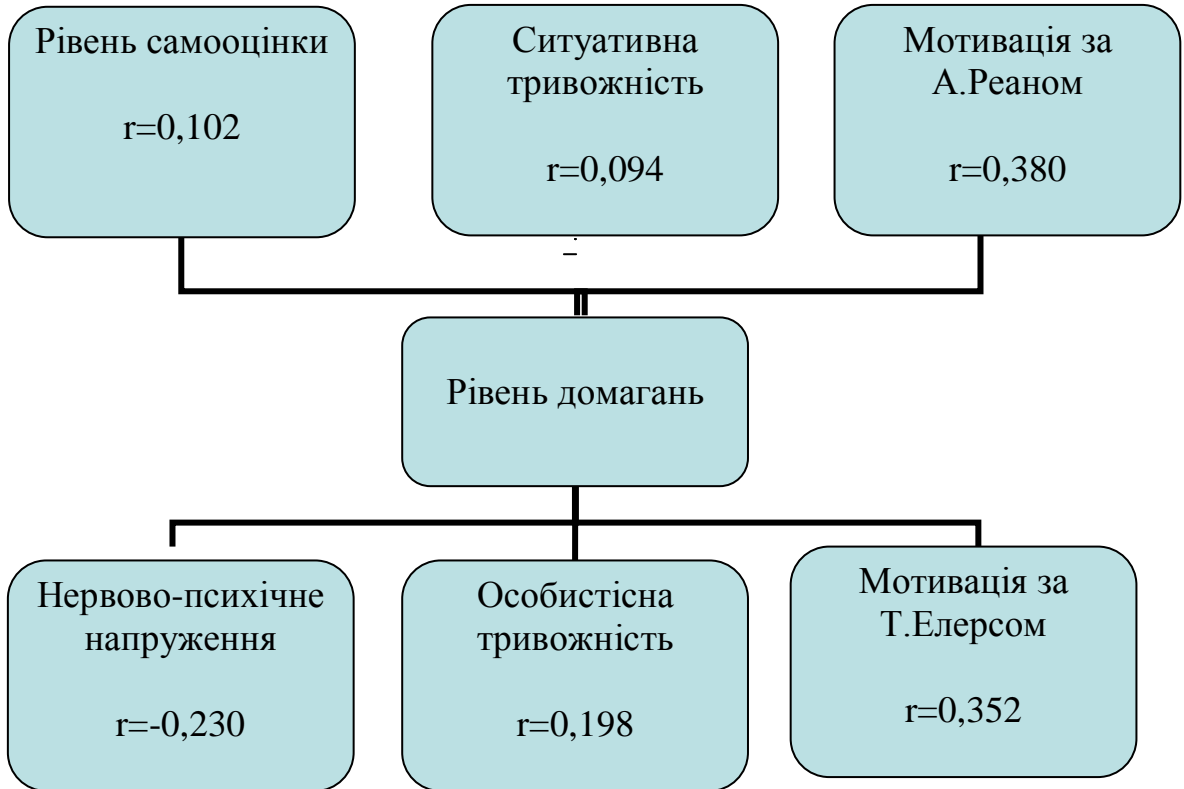 Рівень самооцінки
r=0,102
Ситуативна
тривожність
r=0,094
Мотивація за
А.Реаном
r=0,380
Рівень домагань
Нервово-психічне
напруження
r=-0,230
Особистісна
тривожність
r=0,198
Мотивація за
Т.Елерсом
r=0,352